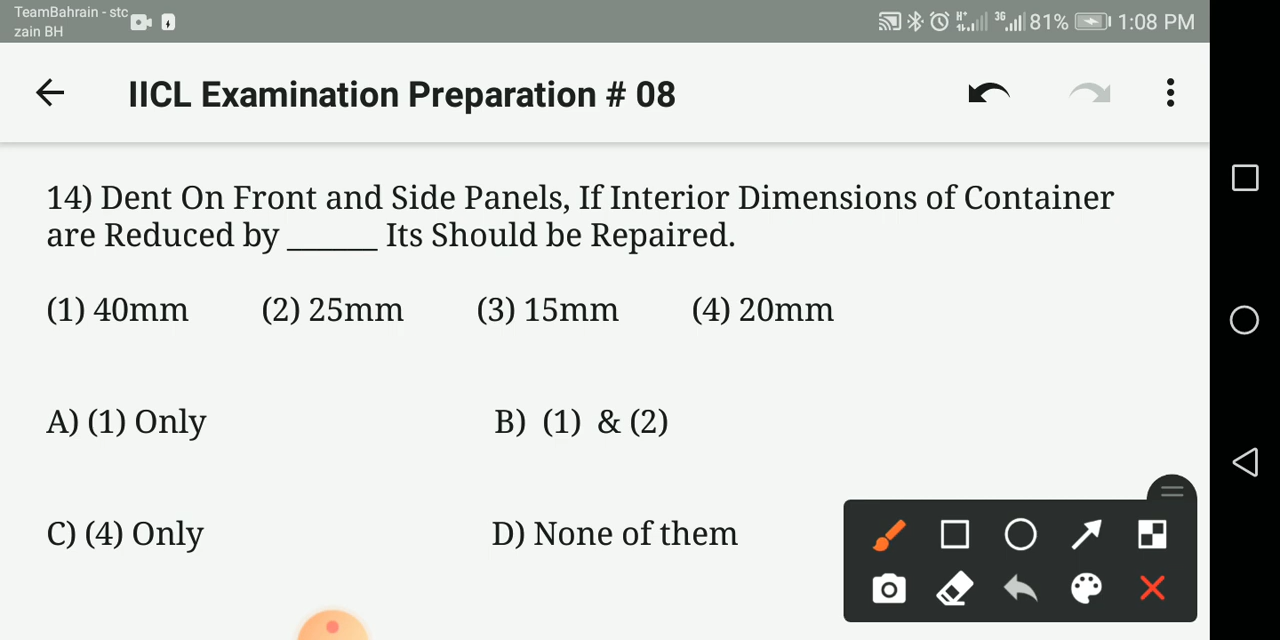 TeamBahrain - stc
zain BH
H+ 3G 81% 1:08 PM
IICL Examination Preparation # 08
14) Dent On Front and Side Panels, If Interior Dimensions of Container
are Reduced by ______ Its Should be Repaired.
(1) 40mm (2) 25mm (3) 15mm (4) 20mm
A) (1) Only B) (1) & (2)
C) (4) Only D) None of them